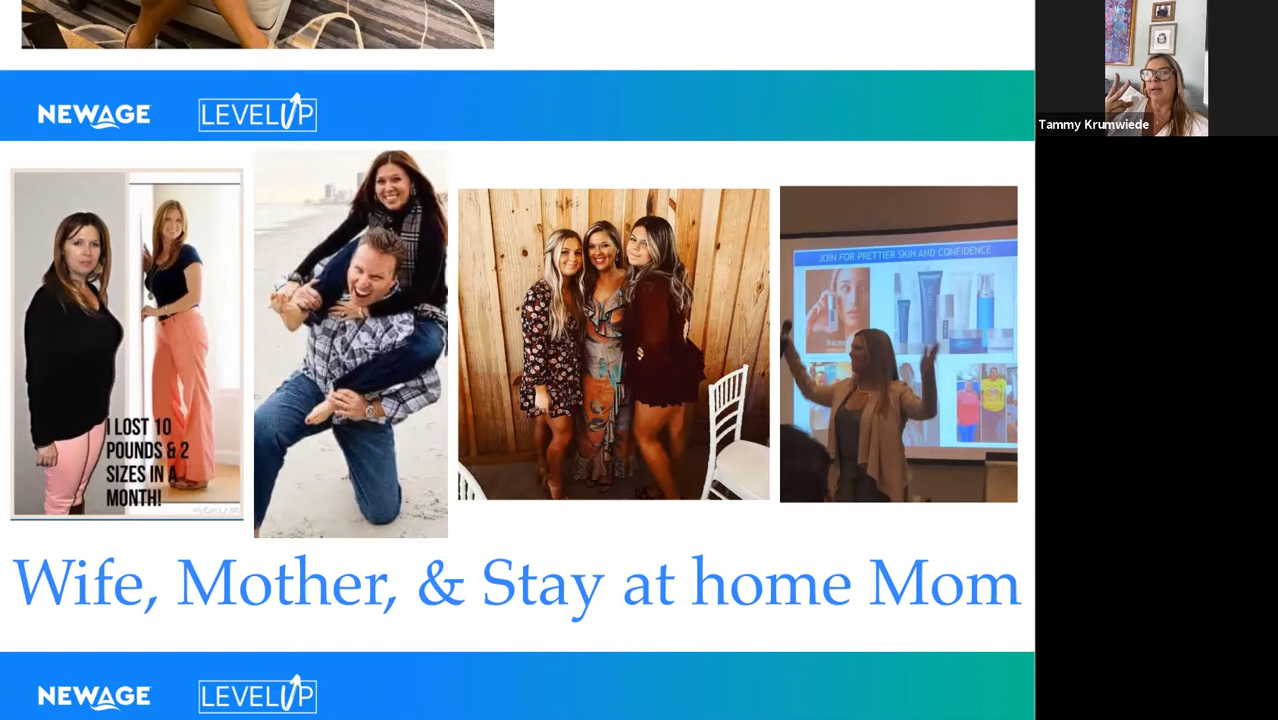 NEWAGE
LEVELUP
Tammy Krumwiede
I LOST 10
POUNDS & 2
SIZES IN A
MONTH!
JOIN FOR PRETTIER SKIN AND CONFIDENCE
Wife, Mother, & Stay at home Mom
NEWAGE
LEVELUP